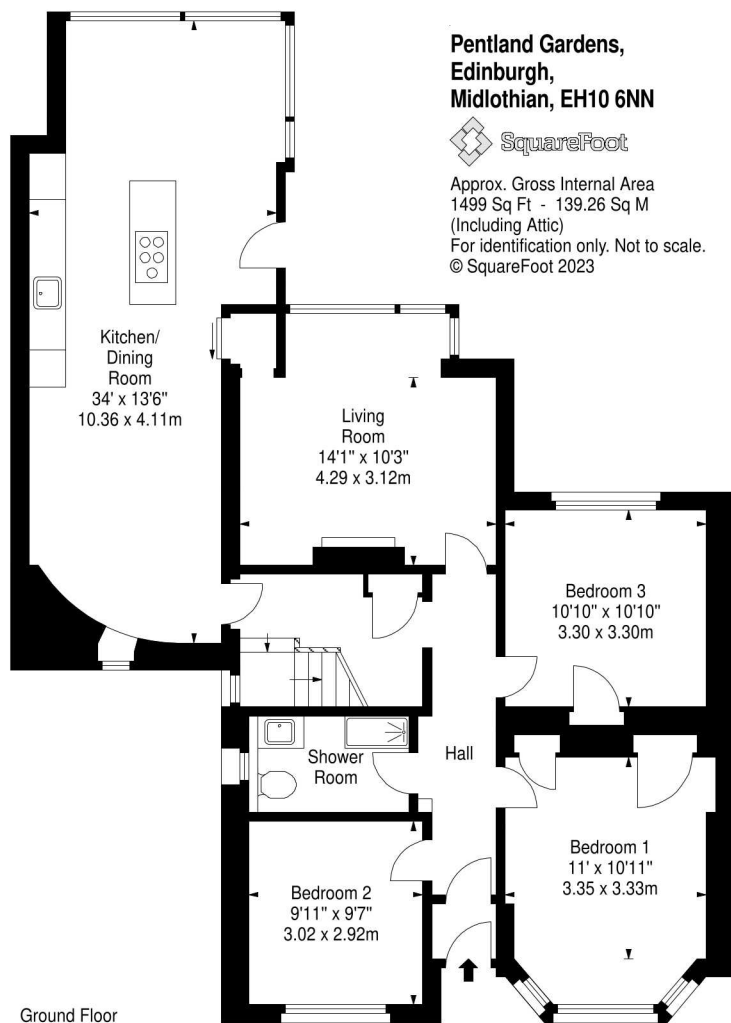 Pentland Gardens,
Edinburgh,
Midlothian, EH10 6NN
SquareFoot
Approx. Gross Internal Area
1499 Sq Ft - 139.26 Sq M
(Including Attic)
For identification only. Not to scale.
© SquareFoot 2023
Kitchen/
Dining
Room
34' x 13'6"
10.36 x 4.11m
Living
Room
14'1" x 10'3"
4.29 x 3.12m
Bedroom 3
10'10" x 10'10"
3.30 x 3.30m
Shower
Room
Hall
Bedroom 1
11' x 10'11"
3.35 x 3.33m
Bedroom 2
9'11" x 9'7"
3.02 x 2.92m
Ground Floor